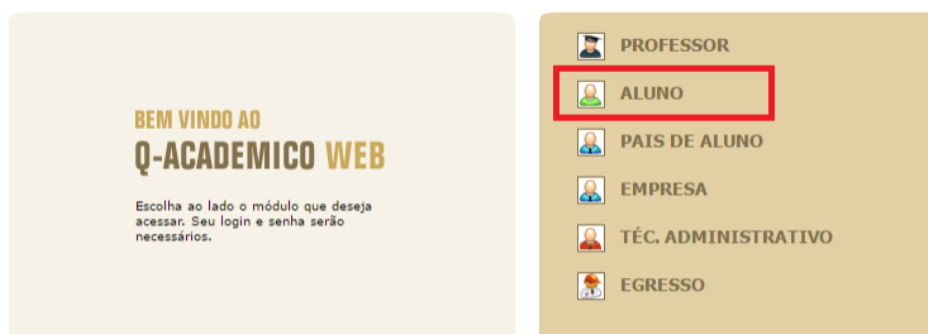 BEM VINDO AO
Q-ACADEMICO WEB
Escolha ao lado o módulo que deseja
acessar. Seu login e senha serão
necessários.
PROFESSOR
ALUNO
PAIS DE ALUNO
EMPRESA
TÉC. ADMINISTRATIVO
EGRESSO